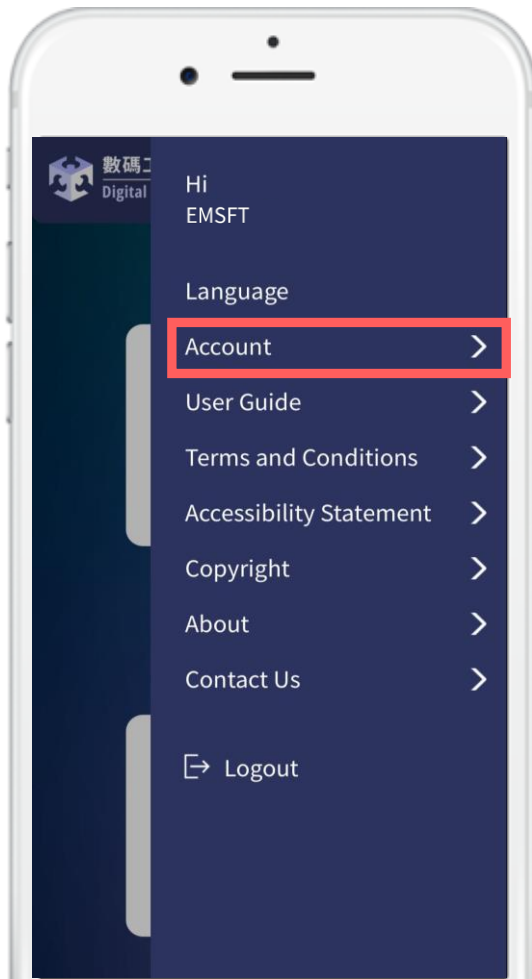 數碼
Digital
Hi
EMSFT
Language
Account
User Guide
Terms and Conditions
Accessibility Statement
Copyright
About
Contact Us
Logout